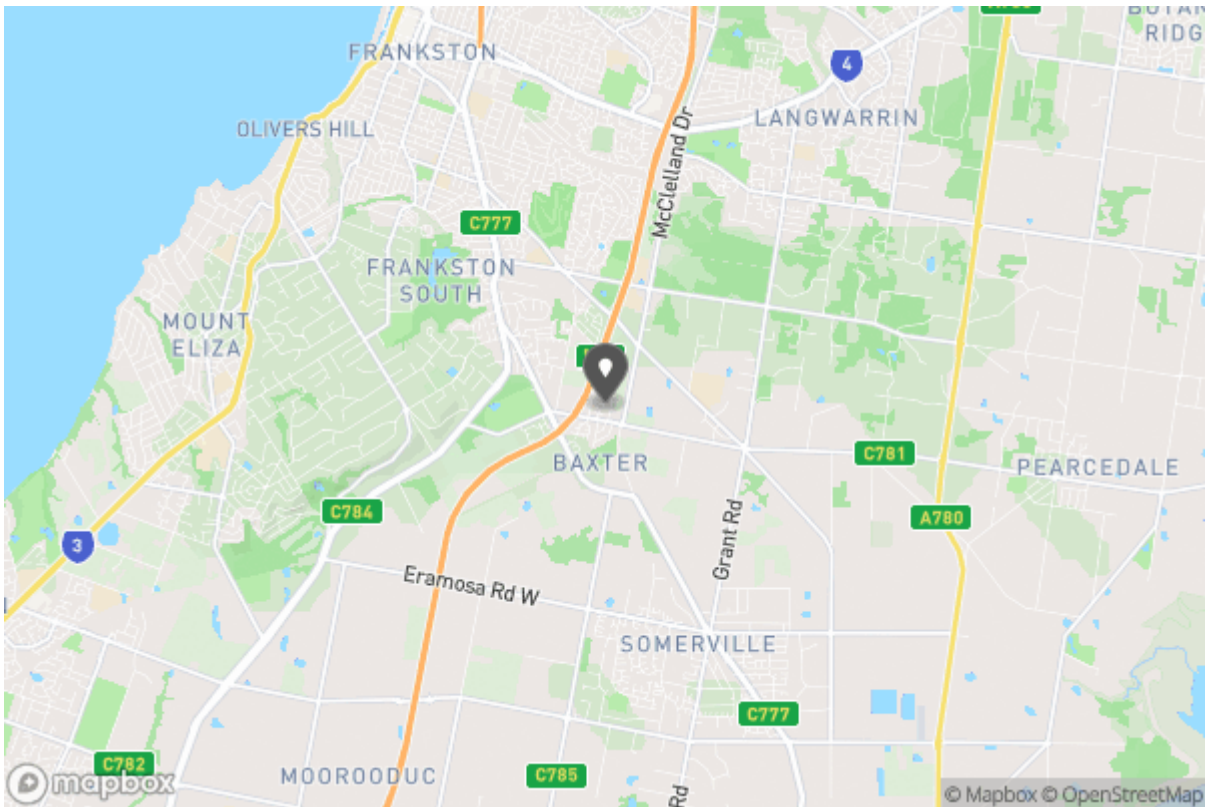 BOTAN
RIDG
FRANKSTON
4
OLIVERS HILL
LANGWARRIN
McClelland Dr
C777
FRANKSTON
SOUTH
MOUNT
ELIZA
BAXTER
C781
PEARCEDALE
C784
A780
3
Grant Rd
Eramosa Rd W
SOMERVILLE
C777
C782
MOOROODUC
C785
Rd
mapbox
© Mapbox © OpenStreetMap